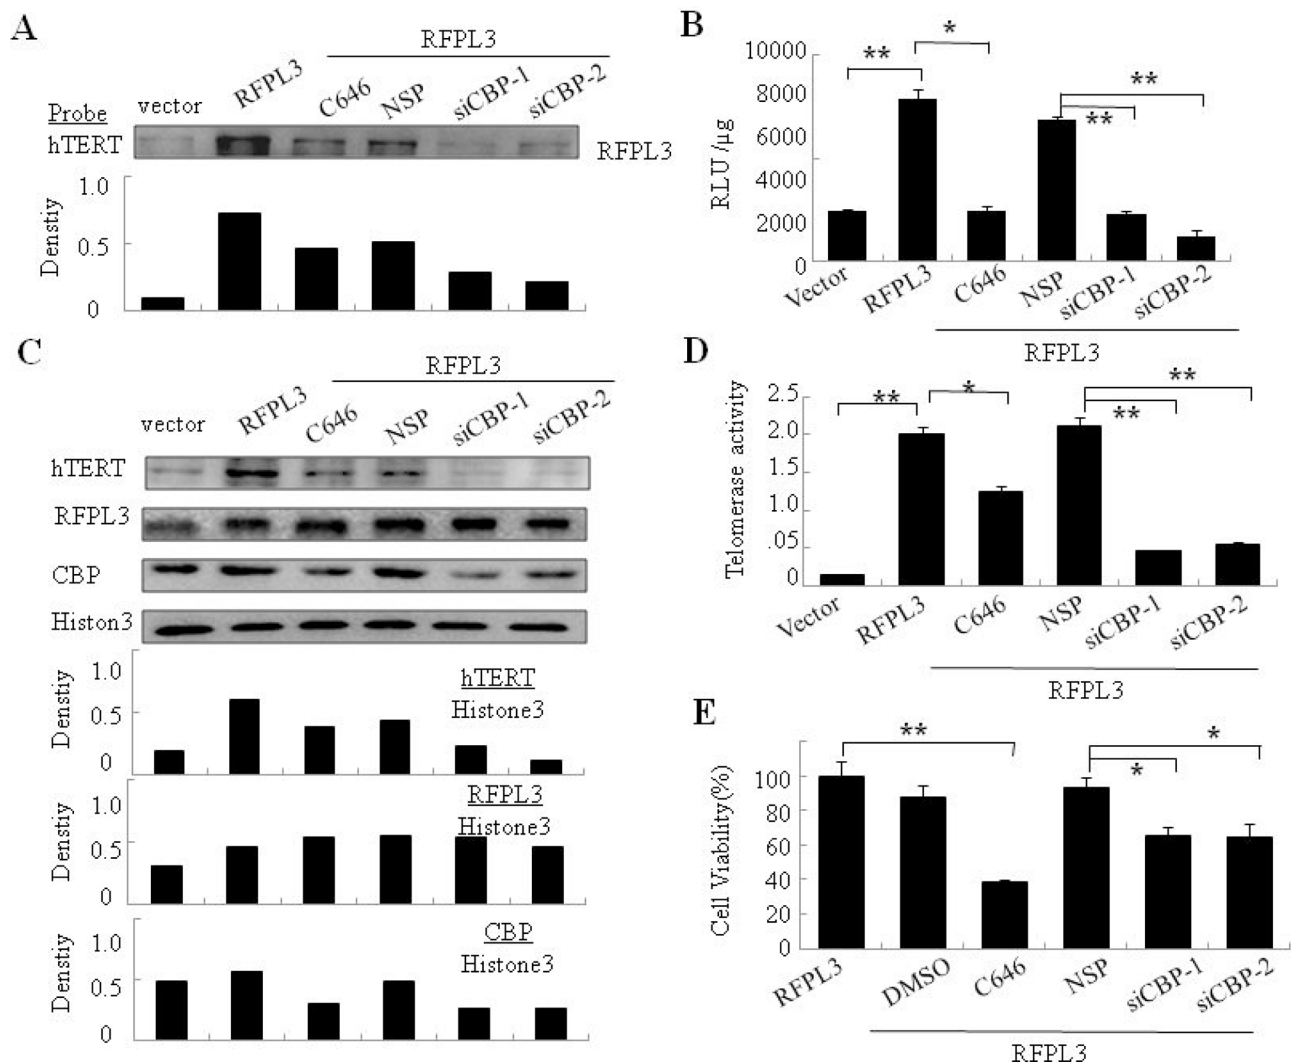 A
RFPL3
vector RFPL3 C646 NSP siCBP-1 siCBP-2
Probe
hTERT RFPL3
1.0
0.5
0
Denstiy
B
10000
8000
4000
2000
0
RLU /µg
** * ** **
Vector RFPL3 C646 NSP siCBP-1 siCBP-2
RFPL3
C
RFPL3
vector RFPL3 C646 NSP siCBP-1 siCBP-2
hTERT
RFPL3
CBP
Histon3
1.0
0.5
0
Denstiy
hTERT
Histone3
1.0
0.5
0
Denstiy
RFPL3
Histone3
1.0
0.5
0
Denstiy
CBP
Histone3
D
2.5
2.0
1.5
1.0
.05
0
Telomerase activity
** * ** **
Vector RFPL3 C646 NSP siCBP-1 siCBP-2
RFPL3
E
100
80
60
40
20
0
Cell Viability(%)
** * *
RFPL3 DMSO C646 NSP siCBP-1 siCBP-2
RFPL3